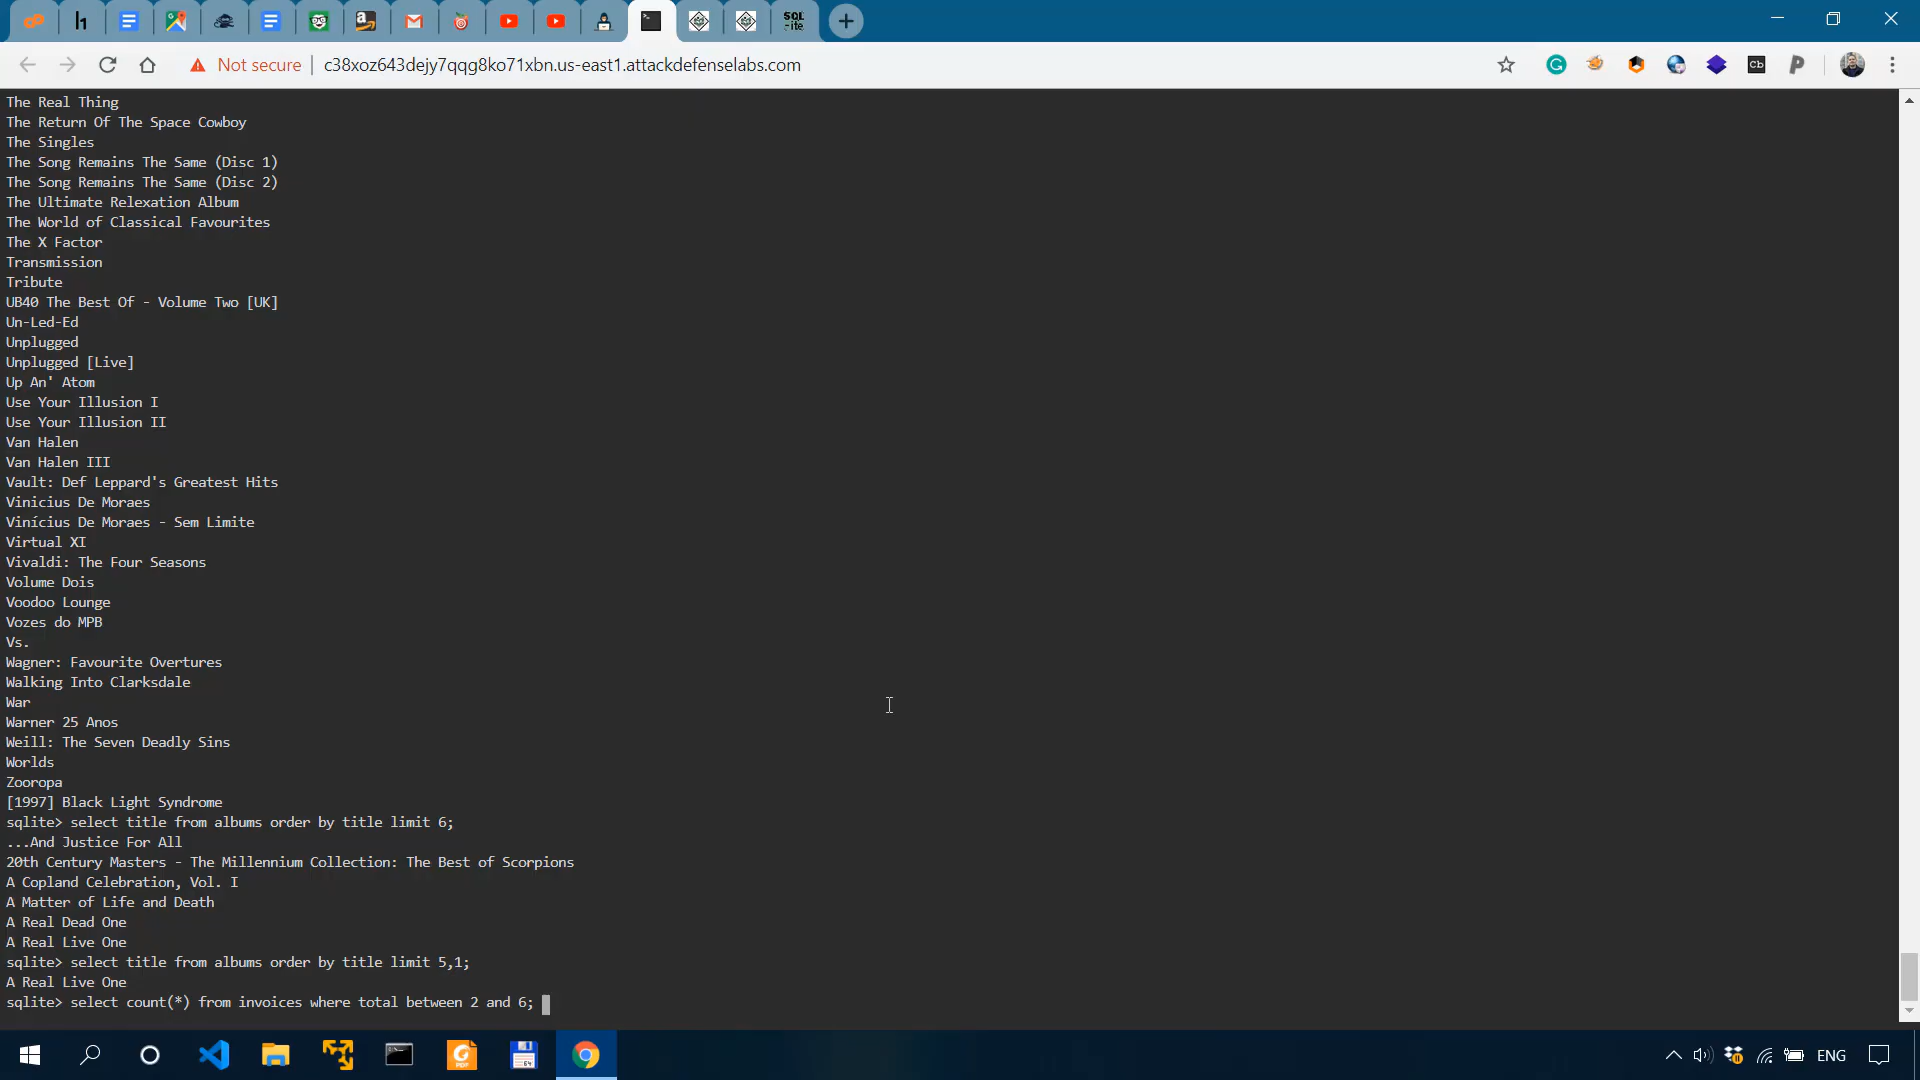 h1
SQL
-ite
Not secure
c38xoz643dejy7qqg8ko71xbn.us-east1.attackdefenselabs.com
The Real Thing
The Return Of The Space Cowboy
The Singles
The Song Remains The Same (Disc 1)
The Song Remains The Same (Disc 2)
The Ultimate Relexation Album
The World of Classical Favourites
The X Factor
Transmission
Tribute
UB40 The Best Of - Volume Two [UK]
Un-Led-Ed
Unplugged
Unplugged [Live]
Up An' Atom
Use Your Illusion I
Use Your Illusion II
Van Halen
Van Halen III
Vault: Def Leppard's Greatest Hits
Vinicius De Moraes
Vinícius De Moraes - Sem Limite
Virtual XI
Vivaldi: The Four Seasons
Volume Dois
Voodoo Lounge
Vozes do MPB
Vs.
Wagner: Favourite Overtures
Walking Into Clarksdale
War
Warner 25 Anos
Weill: The Seven Deadly Sins
Worlds
Zooropa
[1997] Black Light Syndrome
sqlite> select title from albums order by title limit 6;
...And Justice For All
20th Century Masters - The Millennium Collection: The Best of Scorpions
A Copland Celebration, Vol. I
A Matter of Life and Death
A Real Dead One
A Real Live One
sqlite> select title from albums order by title limit 5,1;
A Real Live One
sqlite> select count(*) from invoices where total between 2 and 6;
ENG